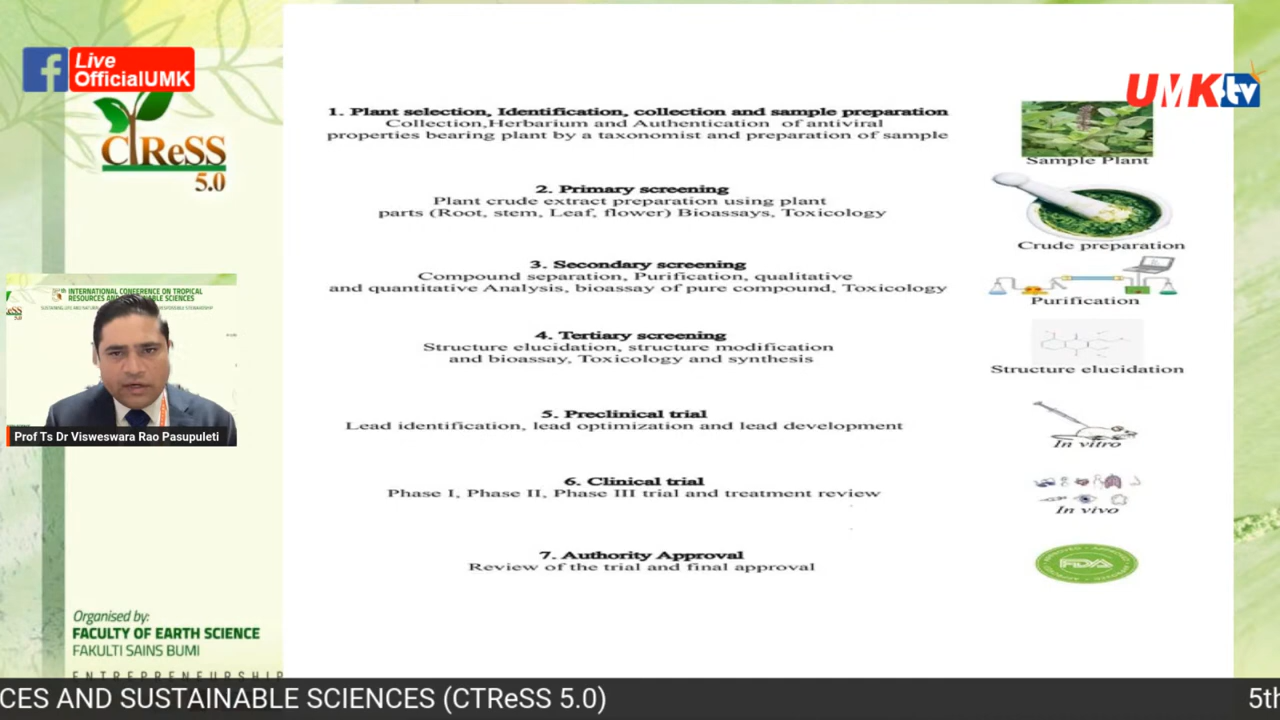 Live
OfficialUMK
UMK tv
CTReSS
5.0
1. Plant selection, Identification, collection and sample preparation
Collection,Herbarium and Authentication of antiviral
properties bearing plant by a taxonomist and preparation of sample
Sample Plant
2. Primary screening
Plant crude extract preparation using plant
parts (Root, stem, Leaf, flower) Bioassays, Toxicology
Crude preparation
3. Secondary screening
Compound separation, Purification, qualitative
and quantitative Analysis, bioassay of pure compound, Toxicology
Purification
4. Tertiary screening
Structure elucidation, structure modification
and bioassay, Toxicology and synthesis
Structure elucidation
5. Preclinical trial
Lead identification, lead optimization and lead development
In vitro
6. Clinical trial
Phase I, Phase II, Phase III trial and treatment review
In vivo
7. Authority Approval
Review of the trial and final approval
FDA
INTERNATIONAL CONFERENCE ON TROPICAL
Prof Ts Dr Visweswara Rao Pasupuleti
Organised by:
FACULTY OF EARTH SCIENCE
FAKULTI SAINS BUMI
ENTREPRENEURSHIP
CES AND SUSTAINABLE SCIENCES (CTReSS 5.0)
5th